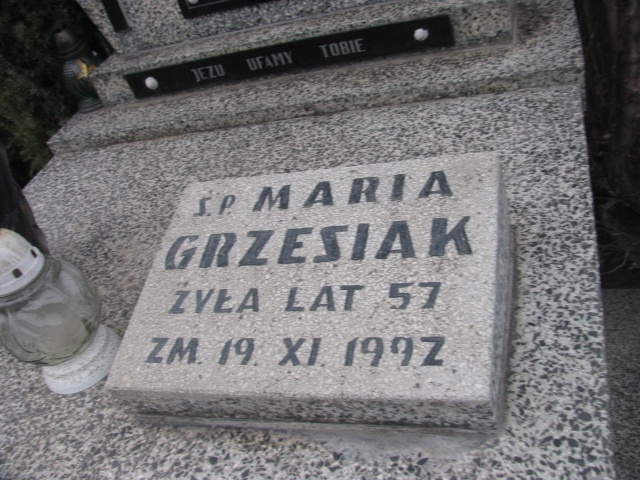 JEZU UFAMY TOBIE
Ś.P MARIA
GRZESIAK
ŻYŁA LAT 57
ZM. 19. XI. 1992